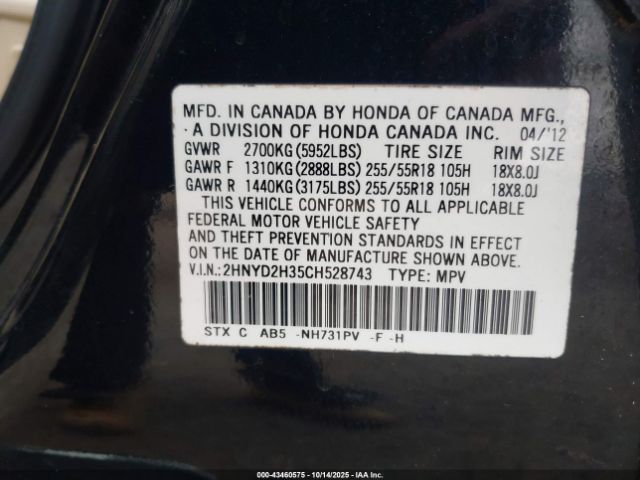 MFD. IN CANADA BY HONDA OF CANADA MFG.,
A DIVISION OF HONDA CANADA INC. 04/'12
GVWR 2700KG(5952LBS) TIRE SIZE RIM SIZE
GAWR F 1310KG(2888LBS) 255/55R18 105H 18X8.0J
GAWR R 1440KG(3175LBS) 255/55R18 105H 18X8.0J
THIS VEHICLE CONFORMS TO ALL APPLICABLE
FEDERAL MOTOR VEHICLE SAFETY
AND THEFT PREVENTION STANDARDS IN EFFECT
ON THE DATE OF MANUFACTURE SHOWN ABOVE.
V.I.N.:2HNYD2H35CH528743 TYPE: MPV
STX C AB5 -NH731PV -F -H
000-43460575 - 10/14/2025 - IAAI, Inc.